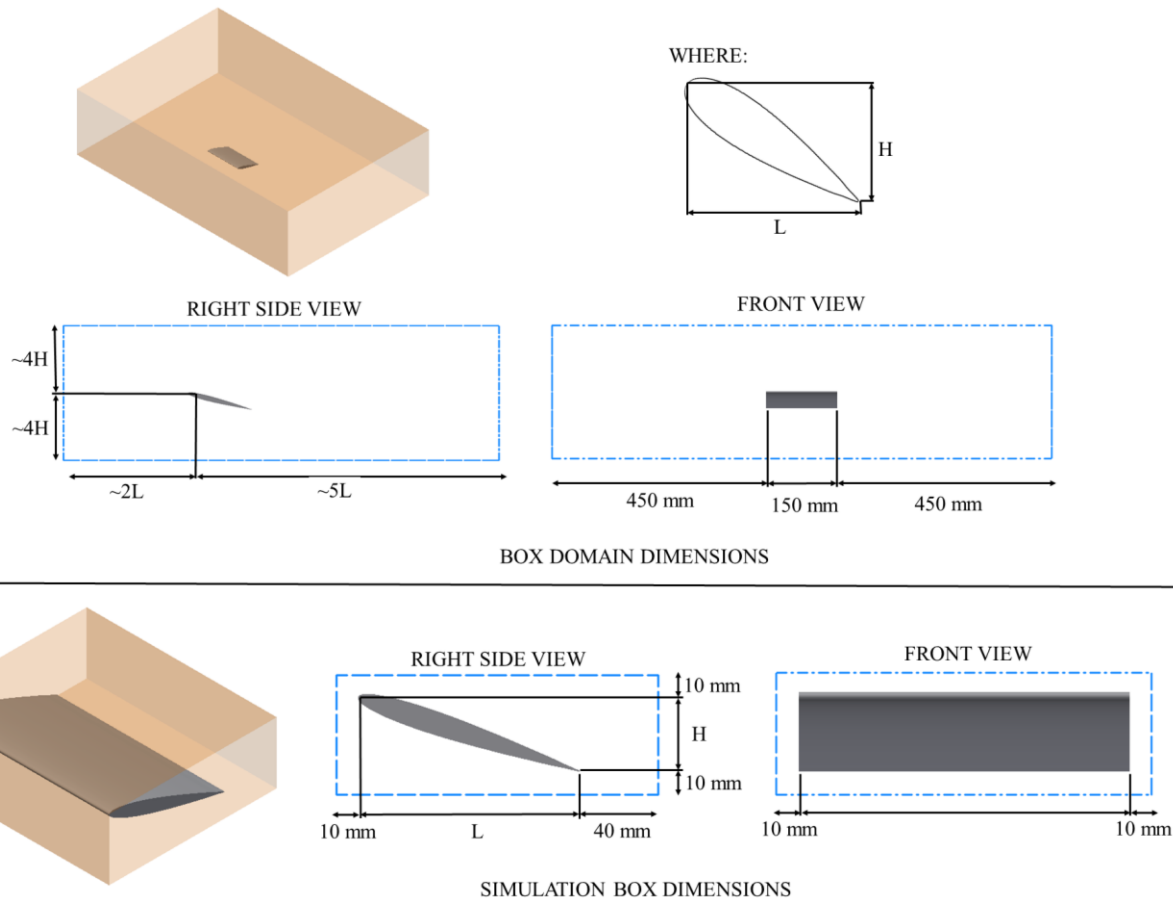 WHERE:
H
L
RIGHT SIDE VIEW
~4H
~4H
~2L
~5L
FRONT VIEW
450 mm
150 mm
450 mm
BOX DOMAIN DIMENSIONS
RIGHT SIDE VIEW
10 mm
H
10 mm
10 mm
L
40 mm
FRONT VIEW
10 mm
10 mm
SIMULATION BOX DIMENSIONS